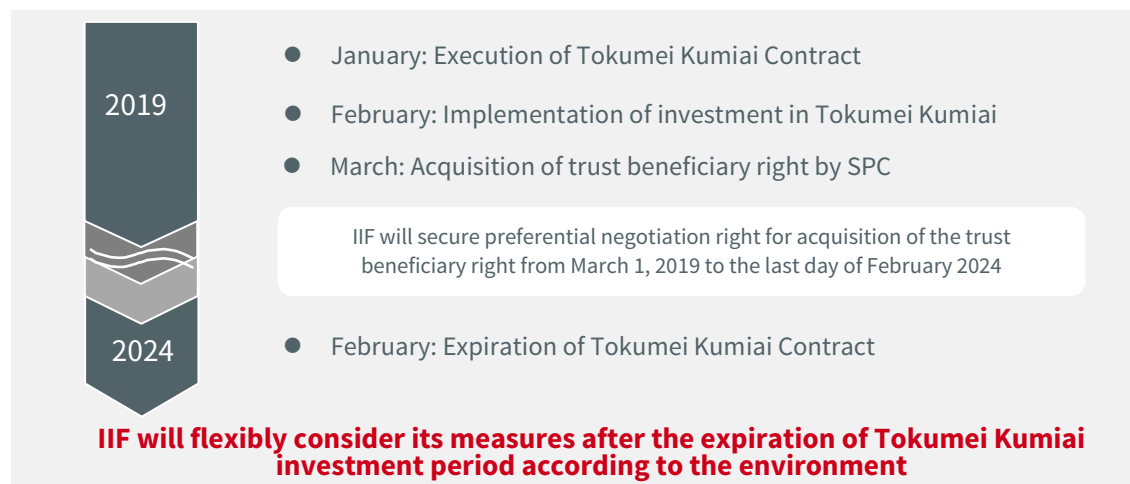 2019
● January: Execution of Tokumei Kumiai Contract
● February: Implementation of investment in Tokumei Kumiai
● March: Acquisition of trust beneficiary right by SPC
IIF will secure preferential negotiation right for acquisition of the trust
beneficiary right from March 1, 2019 to the last day of February 2024
2024
● February: Expiration of Tokumei Kumiai Contract
IIF will flexibly consider its measures after the expiration of Tokumei Kumiai
investment period according to the environment